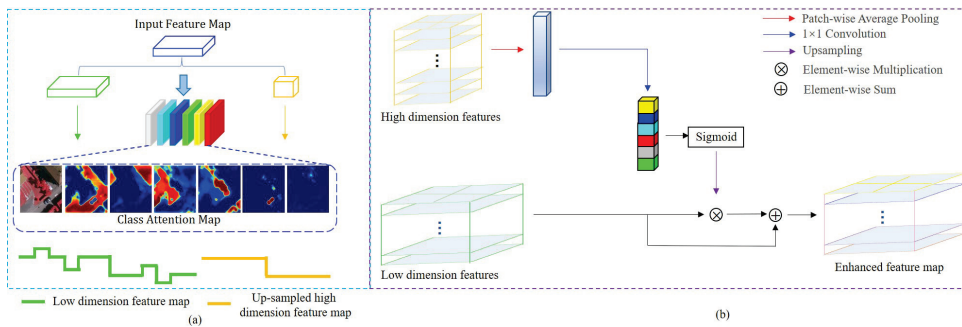 Input Feature Map
Class Attention Map
Low dimension feature map
Up-sampled high
dimension feature map
(a)
High dimension features
Low dimension features
Sigmoid
Patch-wise Average Pooling
1×1 Convolution
Upsampling
Element-wise Multiplication
Element-wise Sum
Enhanced feature map
(b)